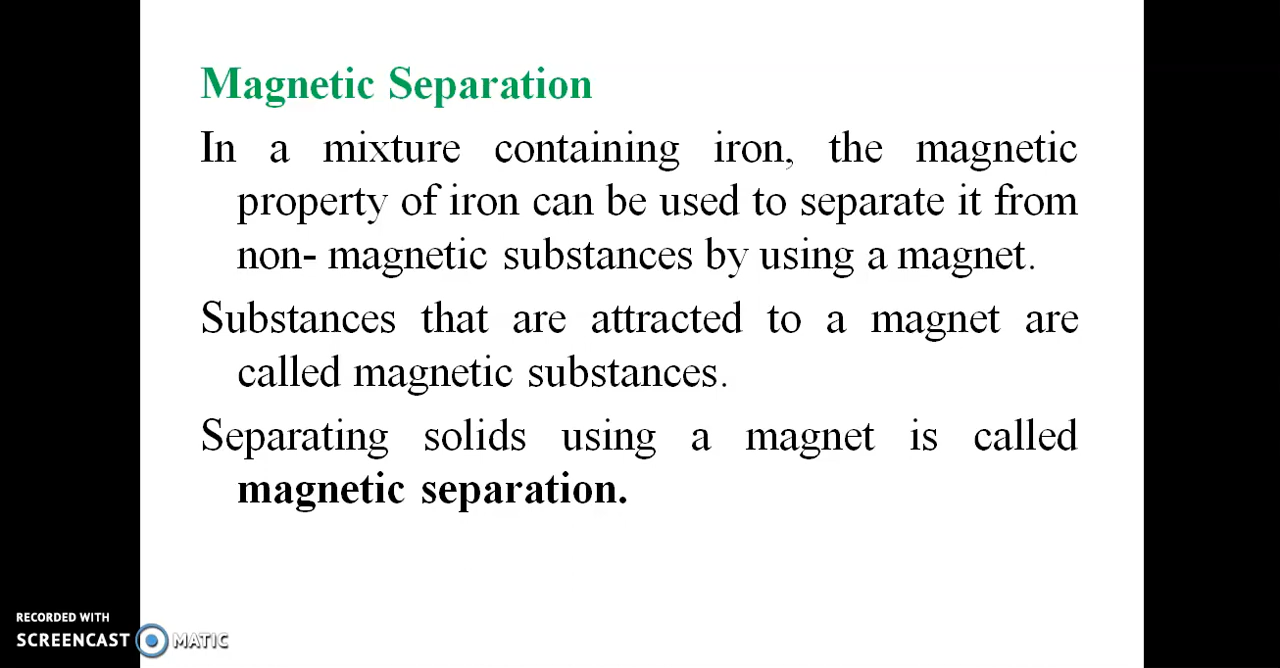 Magnetic Separation
In a mixture containing iron, the magnetic
property of iron can be used to separate it from
non- magnetic substances by using a magnet.
Substances that are attracted to a magnet are
called magnetic substances.
Separating solids using a magnet is called
magnetic separation.
RECORDED WITH
SCREENCAST MATIC